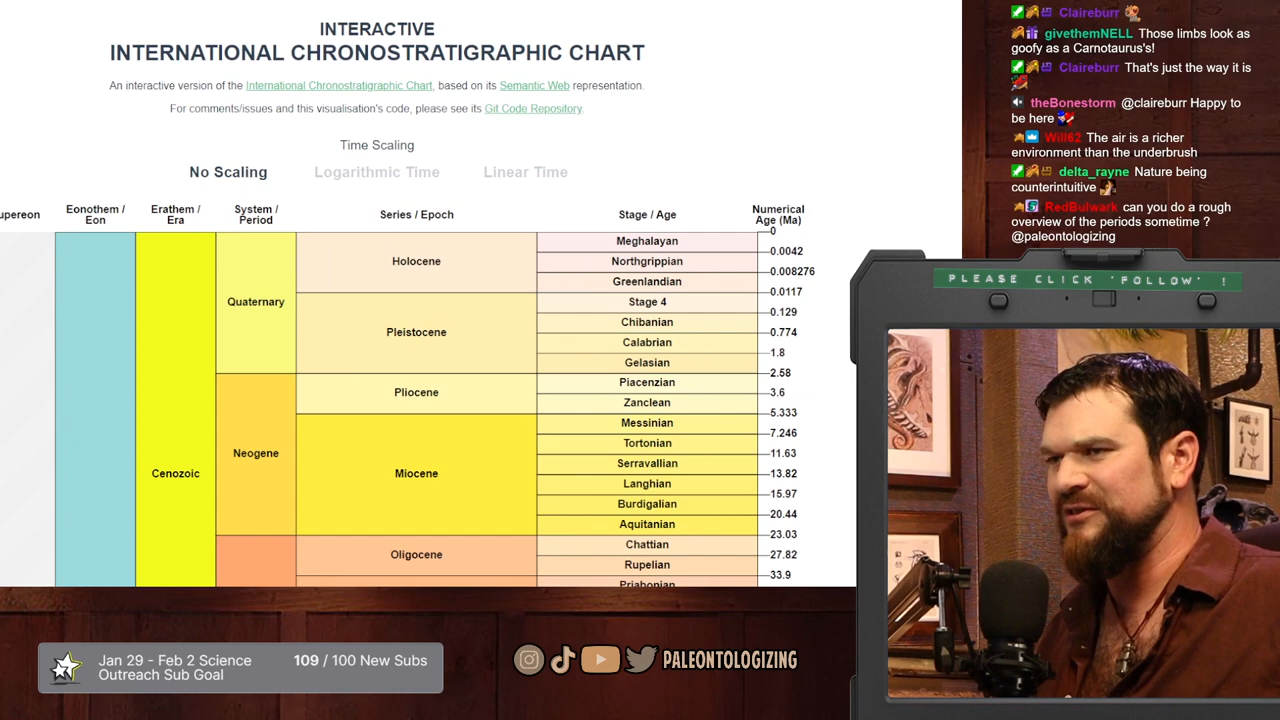 INTERACTIVE
INTERNATIONAL CHRONOSTRATIGRAPHIC CHART
An interactive version of the International Chronostratigraphic Chart, based on its Semantic Web representation.
For comments/issues and this visualisation's code, please see its Git Code Repository.
Time Scaling
No Scaling Logarithmic Time Linear Time
upereon
Eonothem /
Eon
Erathem /
Era
System /
Period
Series / Epoch
Stage / Age
Numerical
Age (Ma)
Cenozoic
Quaternary
Neogene
Holocene
Pleistocene
Pliocene
Miocene
Oligocene
Meghalayan
Northgrippian
Greenlandian
Stage 4
Chibanian
Calabrian
Gelasian
Piacenzian
Zanclean
Messinian
Tortonian
Serravallian
Langhian
Burdigalian
Aquitanian
Chattian
Rupelian
Priabonian
0
0.0042
0.008276
0.0117
0.129
0.774
1.8
2.58
3.6
5.333
7.246
11.63
13.82
15.97
20.44
23.03
27.82
33.9
Claireburr
givethemNELL Those limbs look as
goofy as a Carnotaurus's!
Claireburr That's just the way it is
theBonestorm @claireburr Happy to
be here
Will62 The air is a richer
environment than the underbrush
delta_rayne Nature being
counterintuitive
RedBulwark can you do a rough
overview of the periods sometime ?
@paleontologizing
PLEASE CLICK 'FOLLOW' !
Jan 29 - Feb 2 Science
Outreach Sub Goal
109 / 100 New Subs
PALEONTOLOGIZING